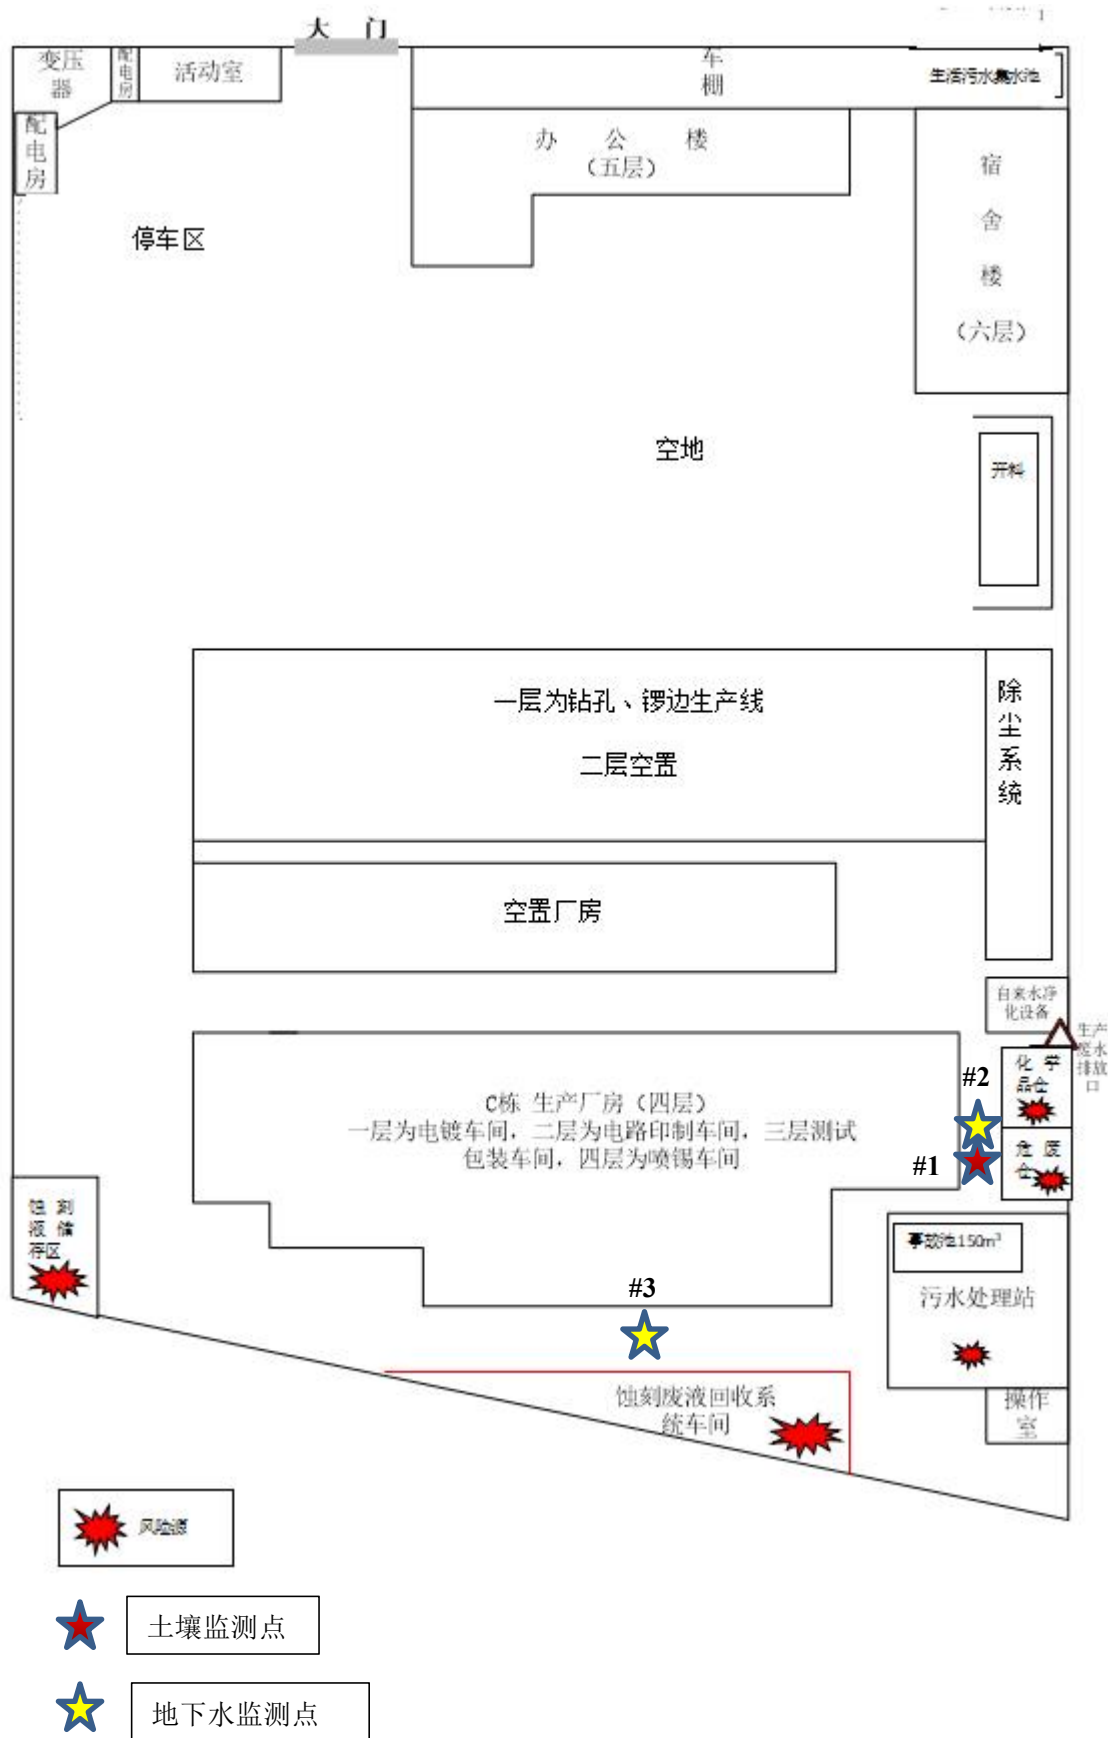 大 门
变压
器
配
电
房
活动室
车
棚
生活污水集水池
配
电
房
办 公 楼
（五层）
宿
舍
楼
（六层）
停车区
空地
开料
一层为钻孔、锣边生产线
二层空置
除
尘
系
统
空置厂房
自来水净
化设备
生产
废水
排放
口
化 学
品仓
#2
C栋 生产厂房（四层）
一层为电镀车间，二层为电路印制车间，三层测试
包装车间，四层为喷锡车间
#1
危 废
仓
蚀 刻
液 储
存区
事故池150m³
污水处理站
#3
操作
室
蚀刻废液回收系
统车间
风险源
土壤监测点
地下水监测点